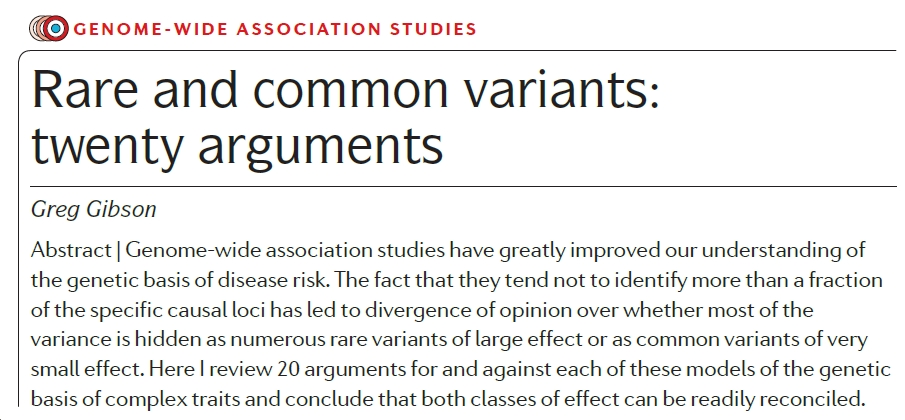 GENOME-WIDE ASSOCIATION STUDIES
Rare and common variants:
twenty arguments
Greg Gibson
Abstract | Genome-wide association studies have greatly improved our understanding of
the genetic basis of disease risk. The fact that they tend not to identify more than a fraction
of the specific causal loci has led to divergence of opinion over whether most of the
variance is hidden as numerous rare variants of large effect or as common variants of very
small effect. Here I review 20 arguments for and against each of these models of the genetic
basis of complex traits and conclude that both classes of effect can be readily reconciled.